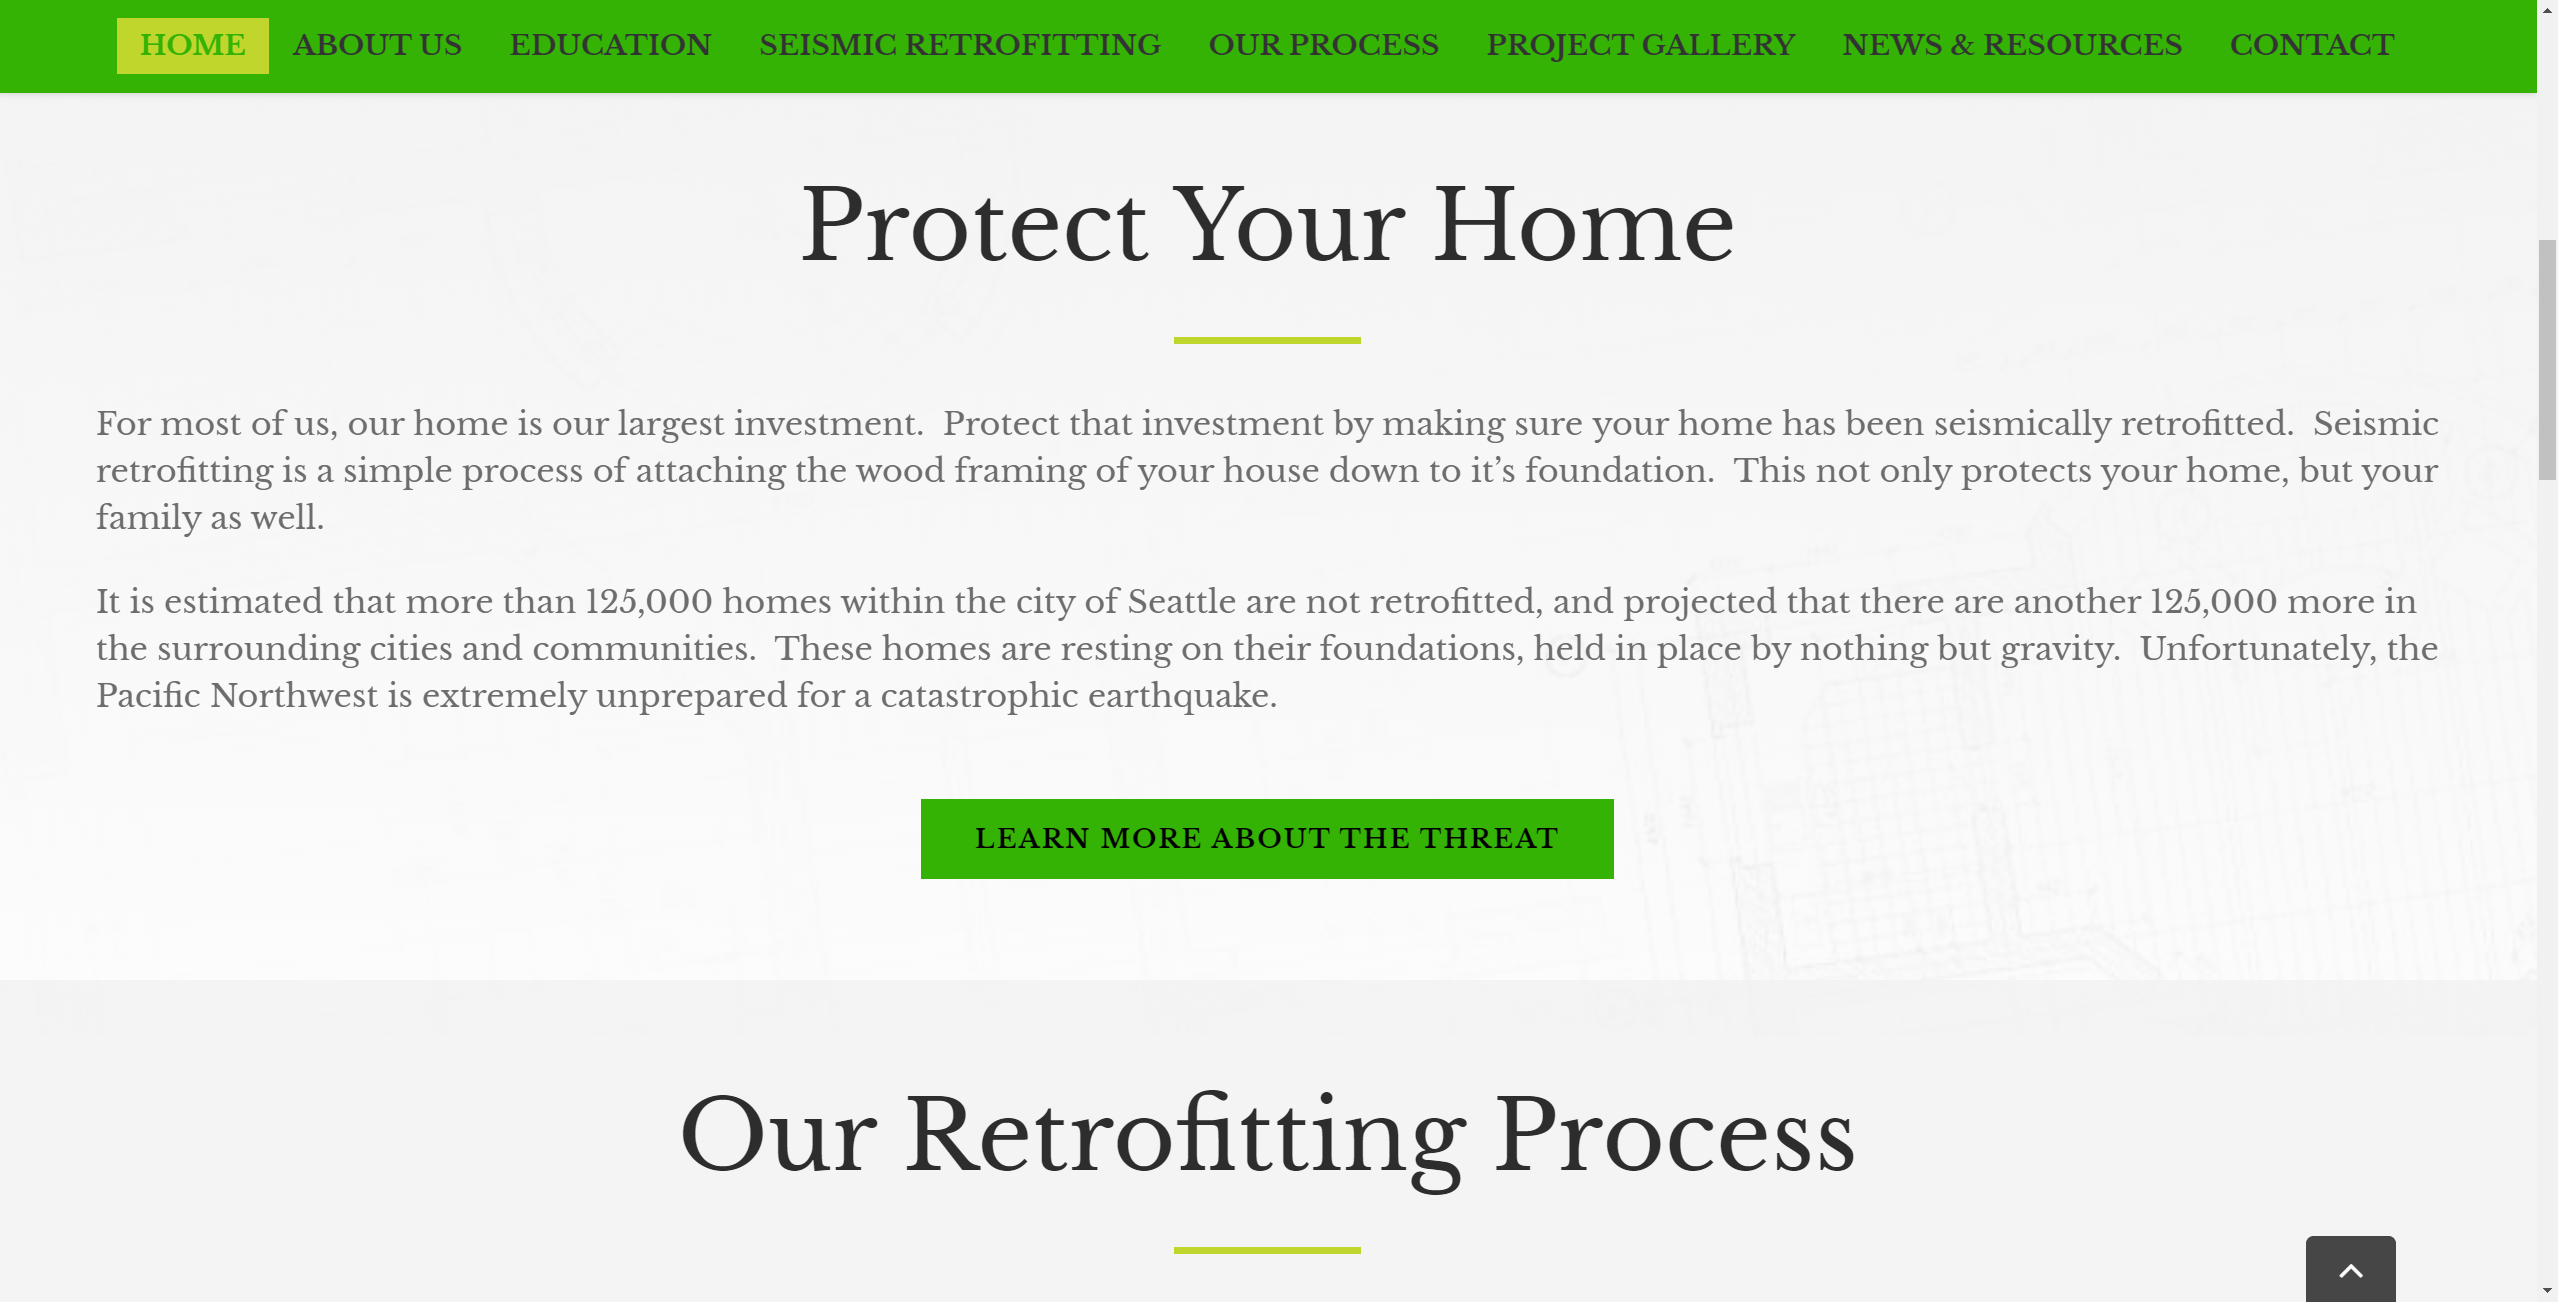 HOME ABOUT US EDUCATION SEISMIC RETROFITTING OUR PROCESS PROJECT GALLERY NEWS & RESOURCES CONTACT
Protect Your Home
For most of us, our home is our largest investment.  Protect that investment by making sure your home has been seismically retrofitted.  Seismic
retrofitting is a simple process of attaching the wood framing of your house down to it’s foundation.  This not only protects your home, but your
family as well.
It is estimated that more than 125,000 homes within the city of Seattle are not retrofitted, and projected that there are another 125,000 more in
the surrounding cities and communities.  These homes are resting on their foundations, held in place by nothing but gravity.  Unfortunately, the
Pacific Northwest is extremely unprepared for a catastrophic earthquake.
LEARN MORE ABOUT THE THREAT
Our Retrofitting Process